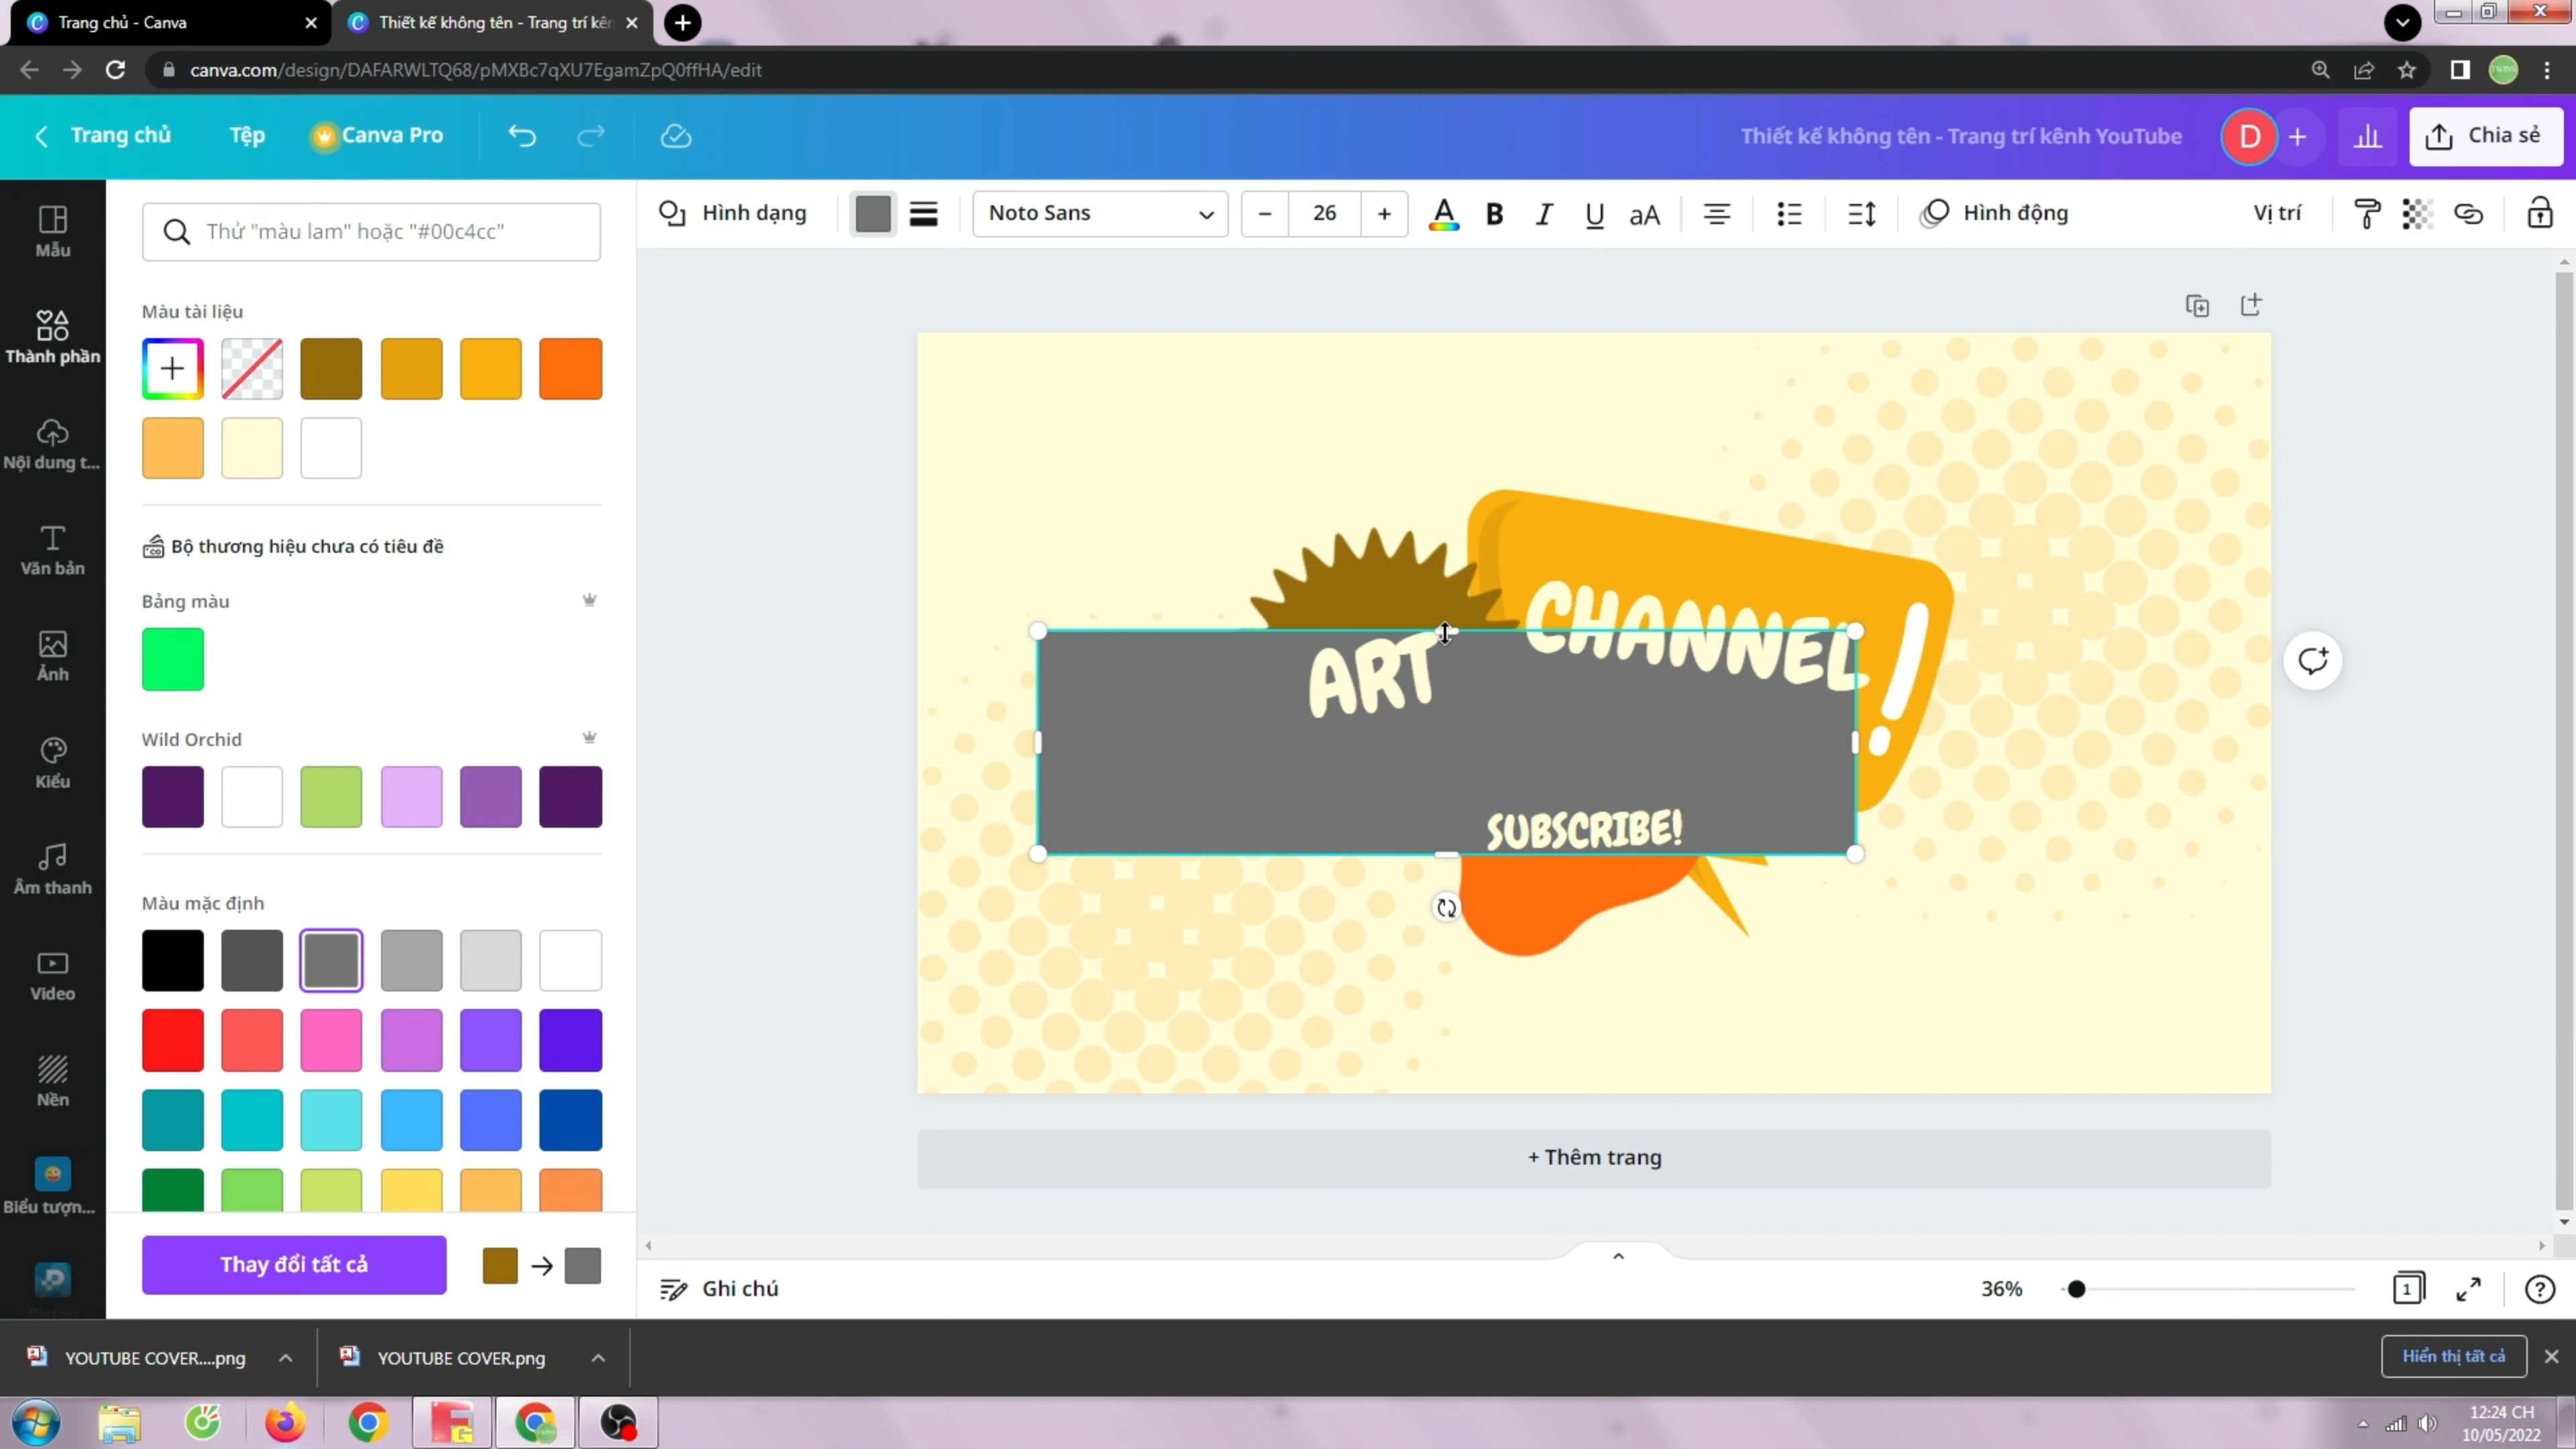 Trang chủ - Canva
Thiết kế không tên - Trang trí kên
canva.com/design/DAFARWLTQ68/pMXBc7qXU7EgamZpQ0ffHA/edit
Trang chủ
Tệp
Canva Pro
Thiết kế không tên - Trang trí kênh YouTube
D
Chia sẻ
Hình dạng
Noto Sans
26
B
I
U
aA
Hình động
Vị trí
Mẫu
Thành phần
Nội dung t...
Văn bản
Ảnh
Kiểu
Âm thanh
Video
Nền
Biểu tượn...
Thử "màu lam" hoặc "#00c4cc"
Màu tài liệu
Bộ thương hiệu chưa có tiêu đề
Bảng màu
Wild Orchid
Màu mặc định
Thay đổi tất cả
CHANNEL!
ART
SUBSCRIBE!
+ Thêm trang
Ghi chú
36%
1
YOUTUBE COVER....png
YOUTUBE COVER.png
Hiển thị tất cả
12:24 CH
10/05/2022